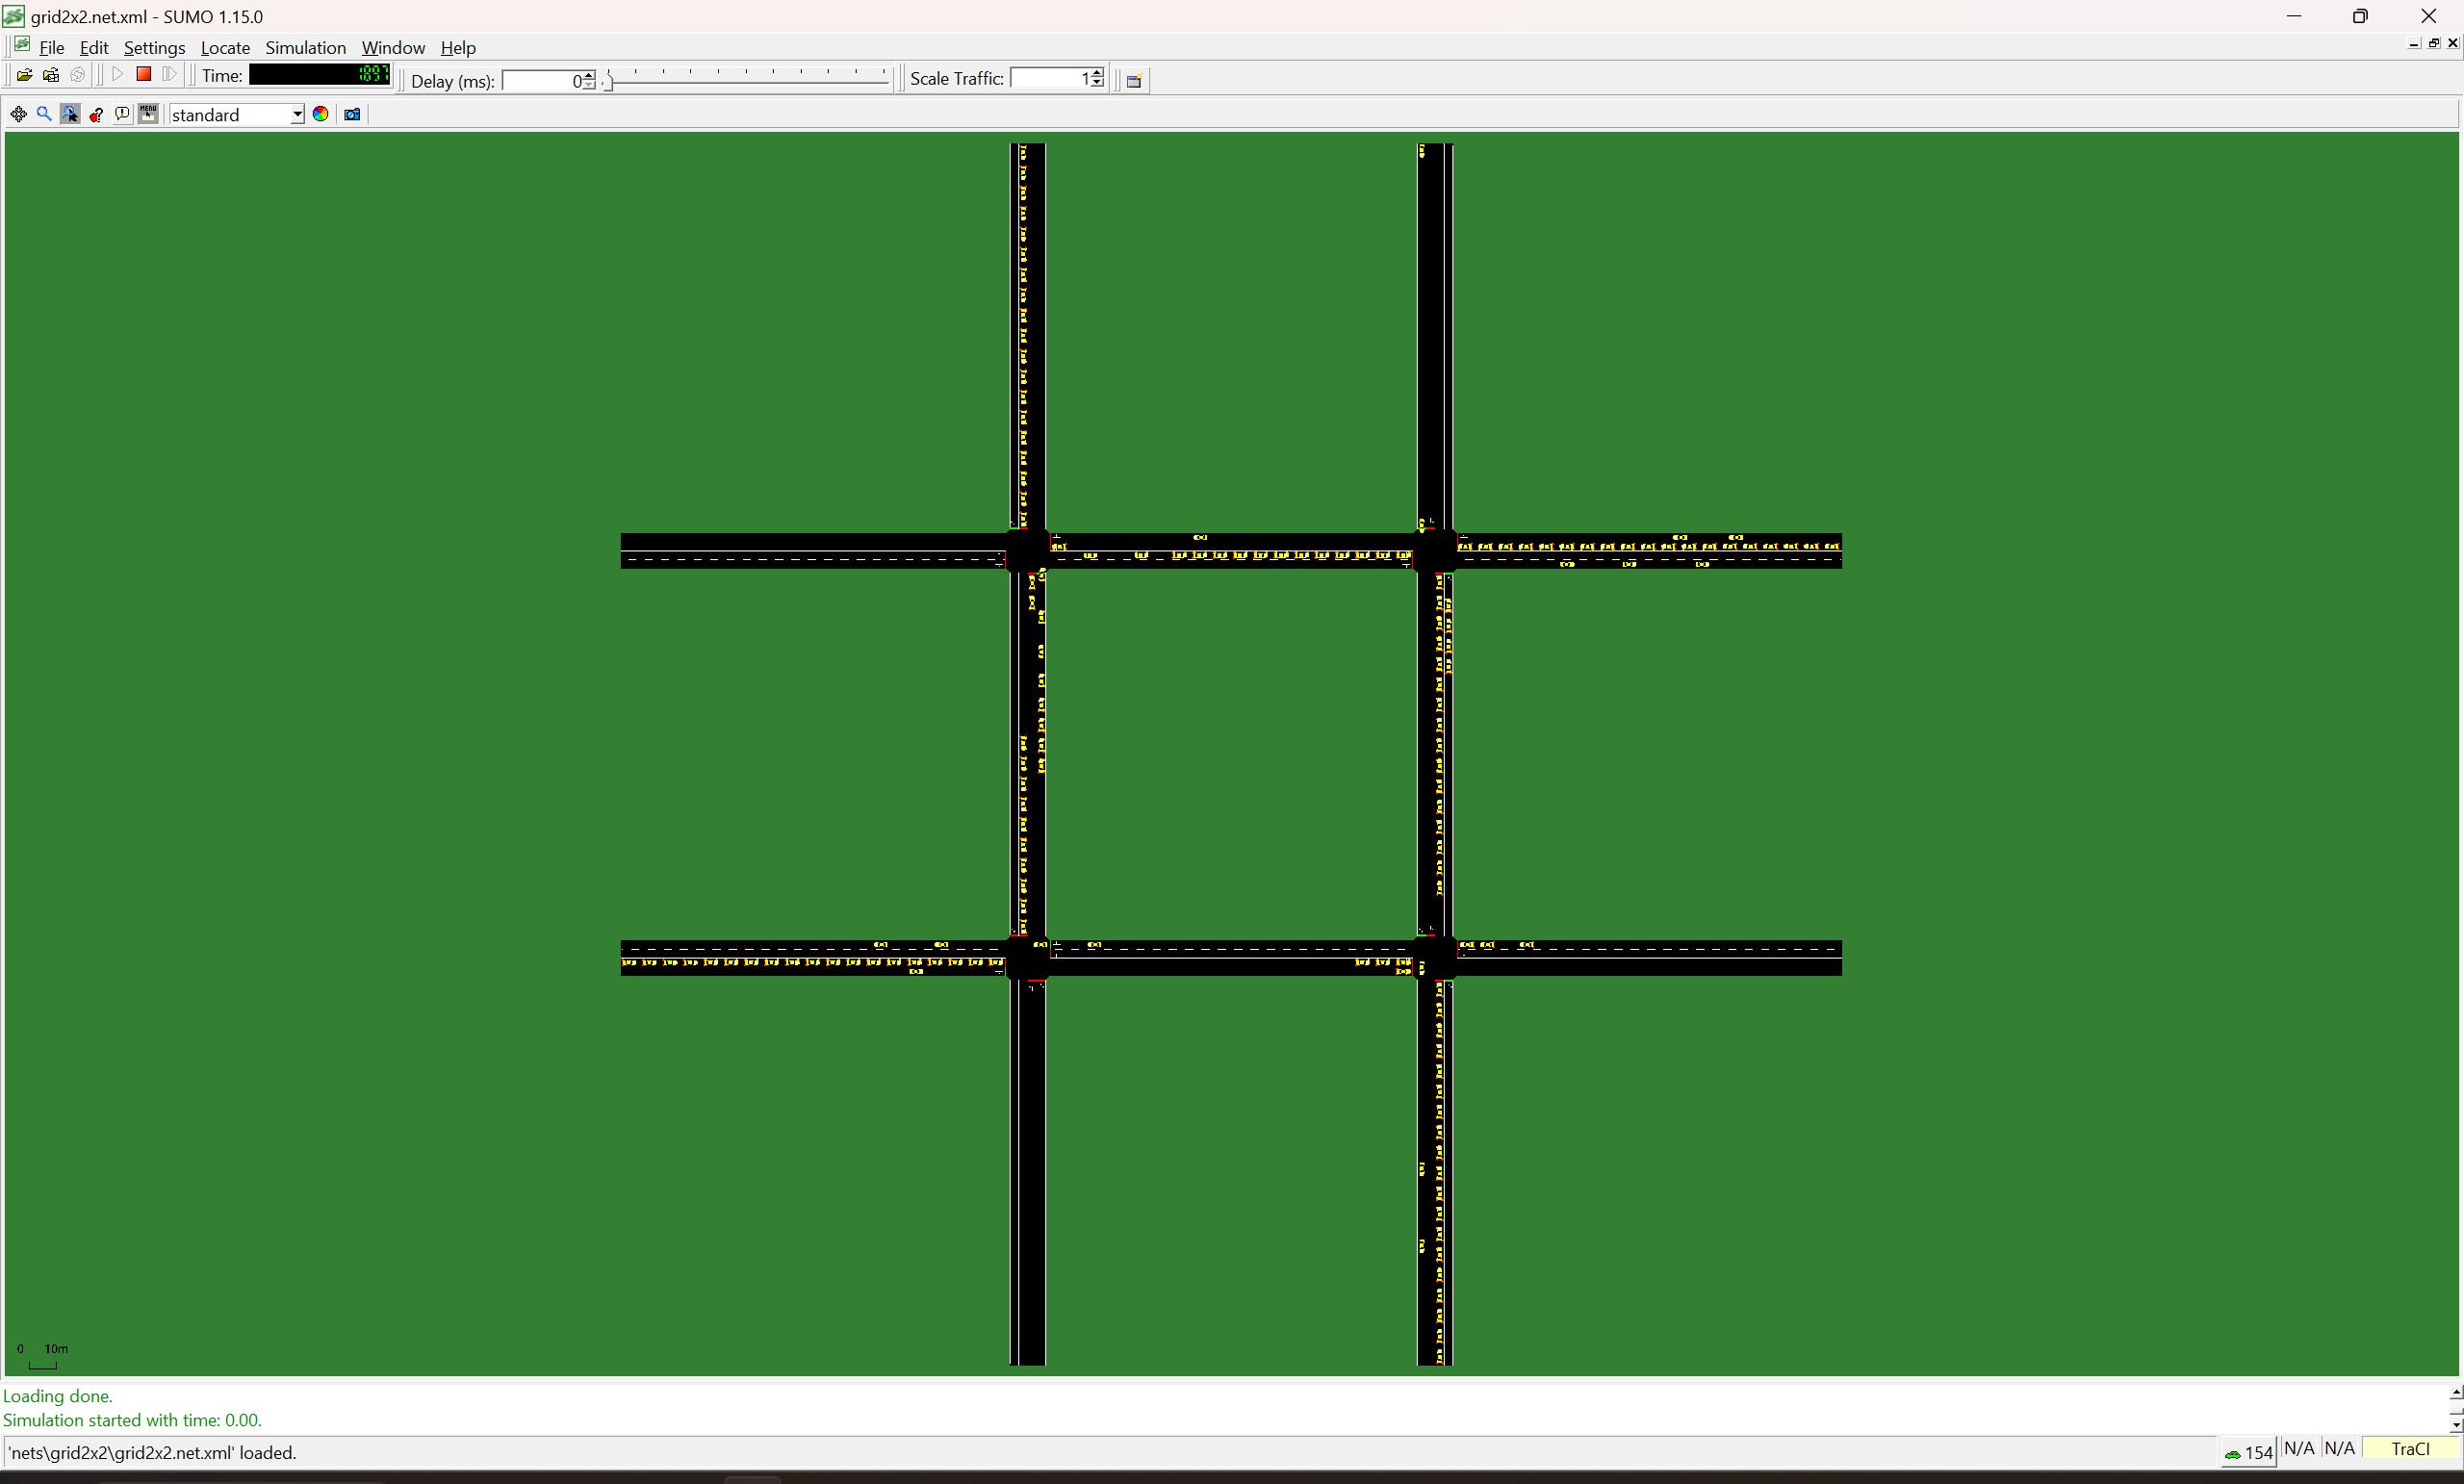 grid2x2.net.xml - SUMO 1.15.0
File Edit Settings Locate Simulation Window Help
Time: 897 Delay (ms): 0 Scale Traffic: 1
standard
0 10m
Loading done.
Simulation started with time: 0.00.
'nets\grid2x2\grid2x2.net.xml' loaded. 154 N/A N/A TraCI